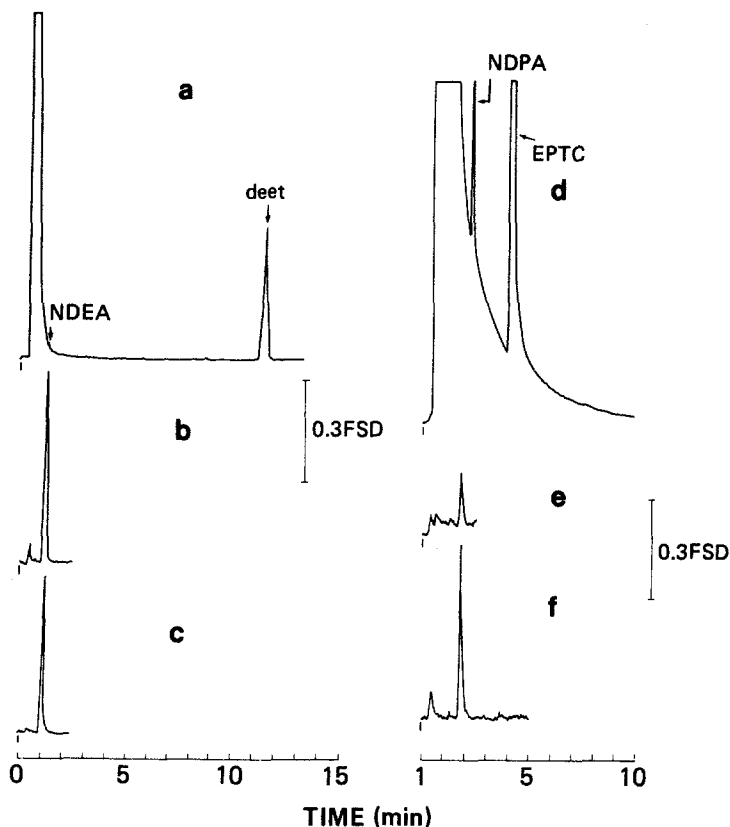 a
deet
NDEA
b
0.3FSD
c
0
5
10
15
NDPA
EPTC
d
e
0.3FSD
f
1
5
10
TIME (min)